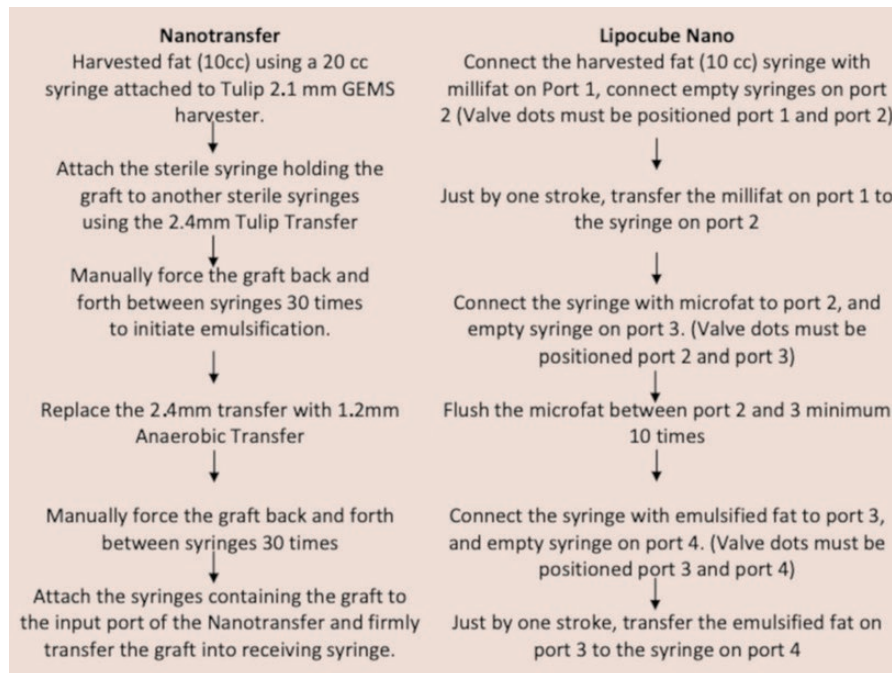 Nanotransfer
Harvested fat (10cc) using a 20 cc
syringe attached to Tulip 2.1 mm GEMS
harvester.
Attach the sterile syringe holding the
graft to another sterile syringes
using the 2.4mm Tulip Transfer
Manually force the graft back and
forth between syringes 30 times
to initiate emulsification.
Replace the 2.4mm transfer with 1.2mm
Anaerobic Transfer
Manually force the graft back and forth
between syringes 30 times
Attach the syringes containing the graft to
the input port of the Nanotransfer and firmly
transfer the graft into receiving syringe.
Lipocube Nano
Connect the harvested fat (10 cc) syringe with
millifat on Port 1, connect empty syringes on port
2 (Valve dots must be positioned port 1 and port 2)
Just by one stroke, transfer the millifat on port 1 to
the syringe on port 2
Connect the syringe with microfat to port 2, and
empty syringe on port 3. (Valve dots must be
positioned port 2 and port 3)
Flush the microfat between port 2 and 3 minimum
10 times
Connect the syringe with emulsified fat to port 3,
and empty syringe on port 4. (Valve dots must be
positioned port 3 and port 4)
Just by one stroke, transfer the emulsified fat on
port 3 to the syringe on port 4